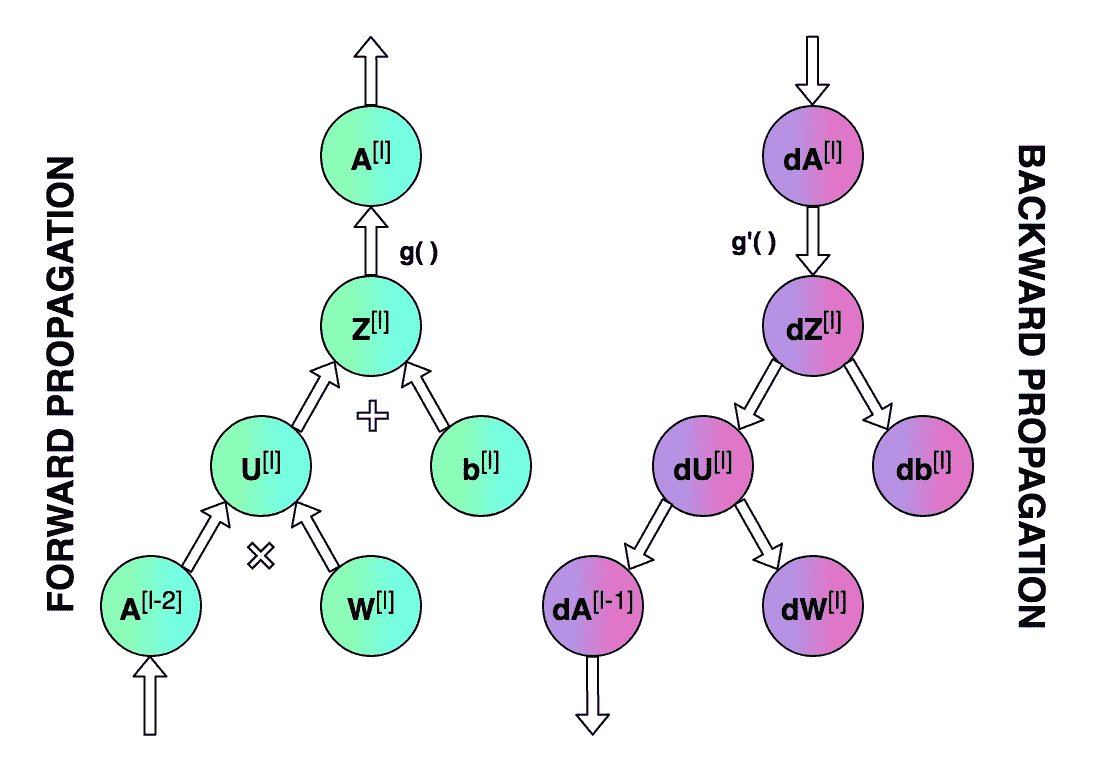 FORWARD PROPAGATION
A[l]
g( )
Z[l]
+
U[l]
b[l]
×
A[l-2]
W[l]
dA[l]
g'( )
dZ[l]
dU[l]
db[l]
dA[l-1]
dW[l]
BACKWARD PROPAGATION